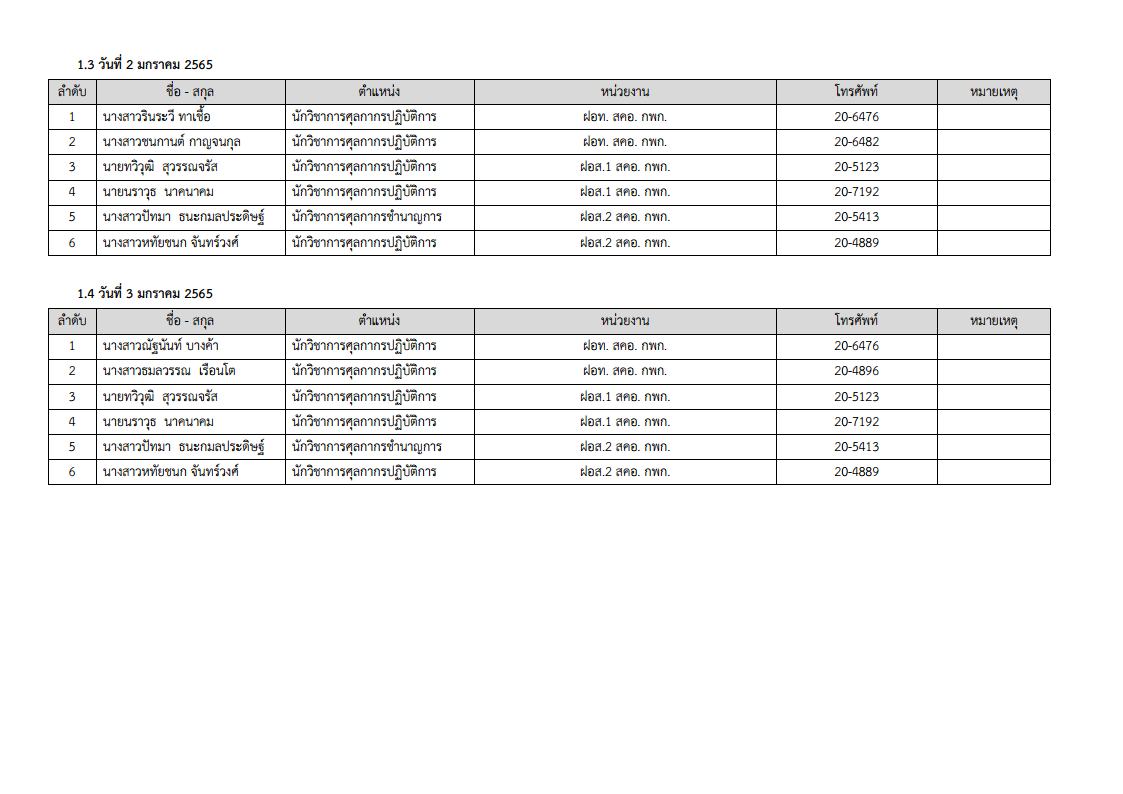 1.3 วันที่ 2 มกราคม 2565
ลำดับ ชื่อ - สกุล ตำแหน่ง หน่วยงาน โทรศัพท์ หมายเหตุ
1 นางสาวรินระวี ทาเชื้อ นักวิชาการศุลกากรปฏิบัติการ ฝอท. สคอ. กพก. 20-6476
2 นางสาวชนกานต์ กาญจนกุล นักวิชาการศุลกากรปฏิบัติการ ฝอท. สคอ. กพก. 20-6482
3 นายทวิวุฒิ สุวรรณจรัส นักวิชาการศุลกากรปฏิบัติการ ฝอส.1 สคอ. กพก. 20-5123
4 นายนราวุธ นาคนาคม นักวิชาการศุลกากรปฏิบัติการ ฝอส.1 สคอ. กพก. 20-7192
5 นางสาวปัทมา ธนะกมลประดิษฐ์ นักวิชาการศุลกากรชำนาญการ ฝอส.2 สคอ. กพก. 20-5413
6 นางสาวหทัยชนก จันทร์วงศ์ นักวิชาการศุลกากรปฏิบัติการ ฝอส.2 สคอ. กพก. 20-4889
1.4 วันที่ 3 มกราคม 2565
ลำดับ ชื่อ - สกุล ตำแหน่ง หน่วยงาน โทรศัพท์ หมายเหตุ
1 นางสาวณัฐนันท์ บางค้า นักวิชาการศุลกากรปฏิบัติการ ฝอท. สคอ. กพก. 20-6476
2 นางสาวธมลวรรณ เรือนโต นักวิชาการศุลกากรปฏิบัติการ ฝอท. สคอ. กพก. 20-4896
3 นายทวิวุฒิ สุวรรณจรัส นักวิชาการศุลกากรปฏิบัติการ ฝอส.1 สคอ. กพก. 20-5123
4 นายนราวุธ นาคนาคม นักวิชาการศุลกากรปฏิบัติการ ฝอส.1 สคอ. กพก. 20-7192
5 นางสาวปัทมา ธนะกมลประดิษฐ์ นักวิชาการศุลกากรชำนาญการ ฝอส.2 สคอ. กพก. 20-5413
6 นางสาวหทัยชนก จันทร์วงศ์ นักวิชาการศุลกากรปฏิบัติการ ฝอส.2 สคอ. กพก. 20-4889